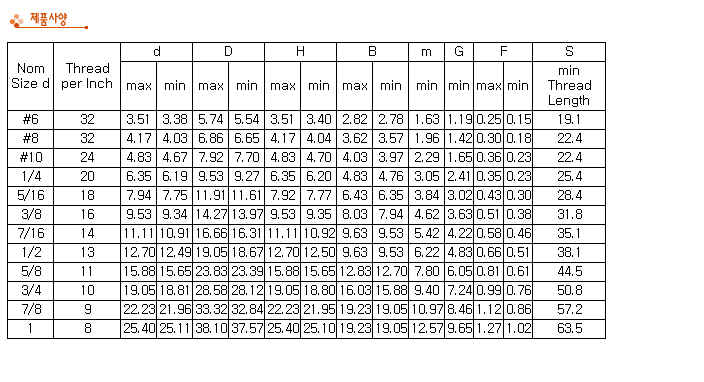 제품사양
d D H B m G F S
Nom Size d Thread per Inch max min max min max min max min min min max min min Thread Length
#6 32 3.51 3.38 5.74 5.54 3.51 3.40 2.82 2.78 1.63 1.19 0.25 0.15 19.1
#8 32 4.17 4.03 6.86 6.65 4.17 4.04 3.62 3.57 1.96 1.42 0.30 0.18 22.4
#10 24 4.83 4.67 7.92 7.70 4.83 4.70 4.03 3.97 2.29 1.65 0.36 0.23 22.4
1/4 20 6.35 6.19 9.53 9.27 6.35 6.20 4.83 4.76 3.05 2.41 0.35 0.23 25.4
5/16 18 7.94 7.75 11.91 11.61 7.92 7.77 6.43 6.35 3.84 3.02 0.43 0.30 28.4
3/8 16 9.53 9.34 14.27 13.97 9.53 9.35 8.03 7.94 4.62 3.63 0.51 0.38 31.8
7/16 14 11.11 10.91 16.66 16.31 11.11 10.92 9.63 9.53 5.42 4.22 0.58 0.46 35.1
1/2 13 12.70 12.49 19.05 18.67 12.70 12.50 9.63 9.53 6.22 4.83 0.66 0.51 38.1
5/8 11 15.88 15.65 23.83 23.39 15.88 15.65 12.83 12.70 7.80 6.05 0.81 0.61 44.5
3/4 10 19.05 18.81 28.58 28.12 19.05 18.80 16.03 15.88 9.40 7.24 0.99 0.76 50.8
7/8 9 22.23 21.96 33.32 32.84 22.23 21.95 19.23 19.05 10.97 8.46 1.12 0.86 57.2
1 8 25.40 25.11 38.10 37.57 25.40 25.10 19.23 19.05 12.57 9.65 1.27 1.02 63.5